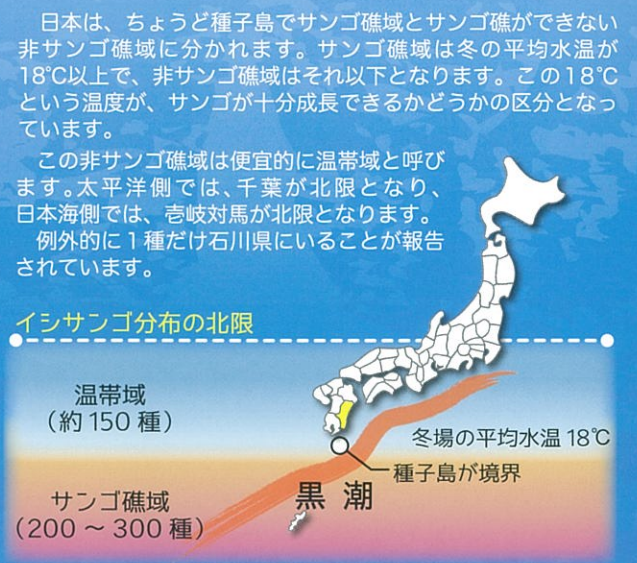 日本は、ちょうど種子島でサンゴ礁域とサンゴ礁ができない
非サンゴ礁域に分かれます。サンゴ礁域は冬の平均水温が
18℃以上で、非サンゴ礁域はそれ以下となります。この18℃
という温度が、サンゴが十分成長できるかどうかの区分となっ
ています。
この非サンゴ礁域は便宜的に温帯域と呼び
ます。太平洋側では、千葉が北限となり、
日本海側では、壱岐対馬が北限となります。
例外的に１種だけ石川県にいることが報告
されています。
イシサンゴ分布の北限
温帯域
（約150種）
冬場の平均水温18℃
種子島が境界
黒潮
サンゴ礁域
（200～300種）